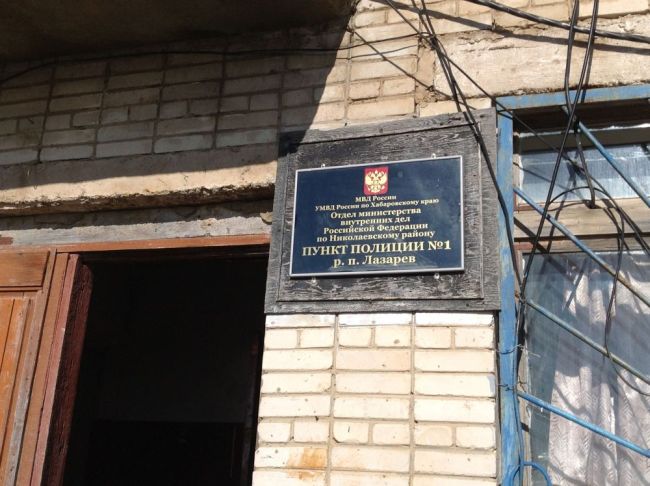 МВД России
УМВД России по Хабаровскому краю
Отдел министерства
внутренних дел
Российской Федерации
по Николаевскому району
ПУНКТ ПОЛИЦИИ №1
р. п. Лазарев